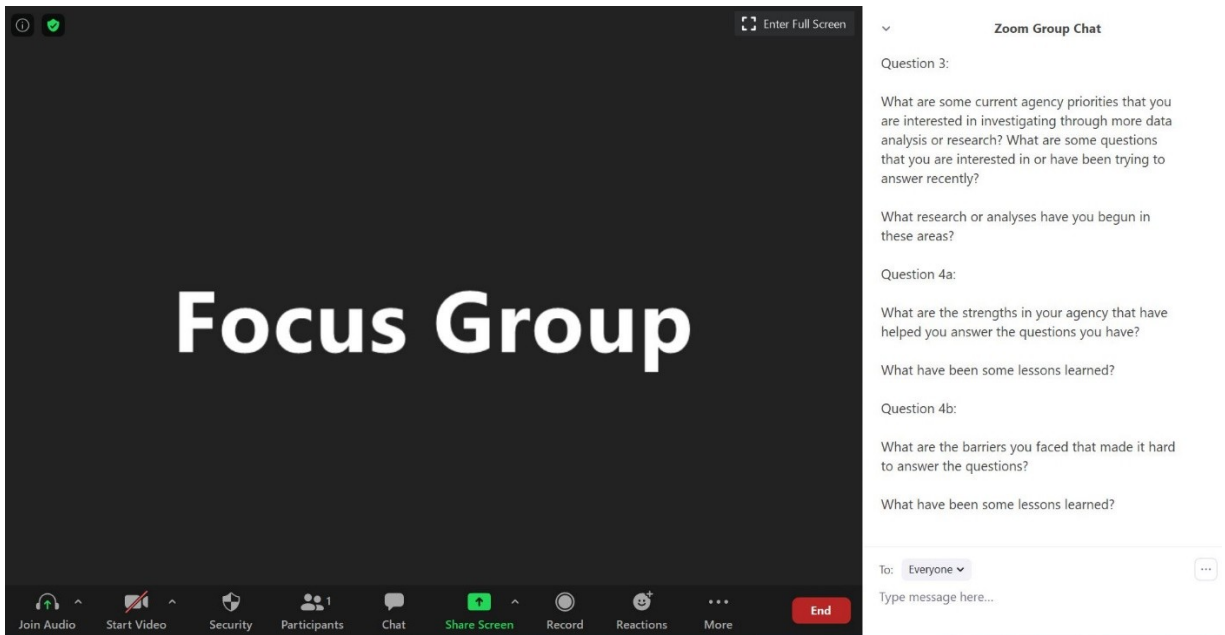 Enter Full Screen
Focus Group
Join Audio
Start Video
Security
1
Participants
Chat
Share Screen
Record
Reactions
More
End
Zoom Group Chat
Question 3:
What are some current agency priorities that you
are interested in investigating through more data
analysis or research? What are some questions
that you are interested in or have been trying to
answer recently?
What research or analyses have you begun in
these areas?
Question 4a:
What are the strengths in your agency that have
helped you answer the questions you have?
What have been some lessons learned?
Question 4b:
What are the barriers you faced that made it hard
to answer the questions?
What have been some lessons learned?
To: Everyone
Type message here...